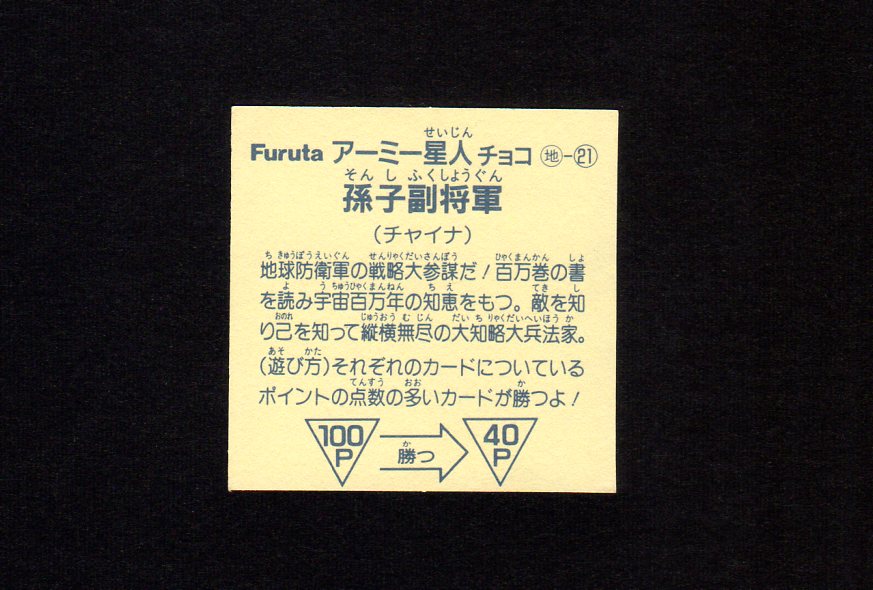 せいじん
Furuta アーミー星人 チョコ ㊞-㉑
そん し ふくしょうぐん
孫子副将軍
(チャイナ)
ち きゅうぼうえいぐん せんりゃくだいさんぼう ひゃくまんかん しょ
地球防衛軍の戦略大参謀だ!百万巻の書
よ う ちゅうひゃくまんねん ち え てき し
を読み宇宙百万年の知恵をもつ。敵を知
おのれ じゅうおう む じん だい ち りゃくだいへいほう か
り己を知って縦横無尽の大知略大兵法家。
あそ かた
(遊び方)それぞれのカードについている
てんすう おお か
ポイントの点数の多いカードが勝つよ!
100P か 勝つ 40P